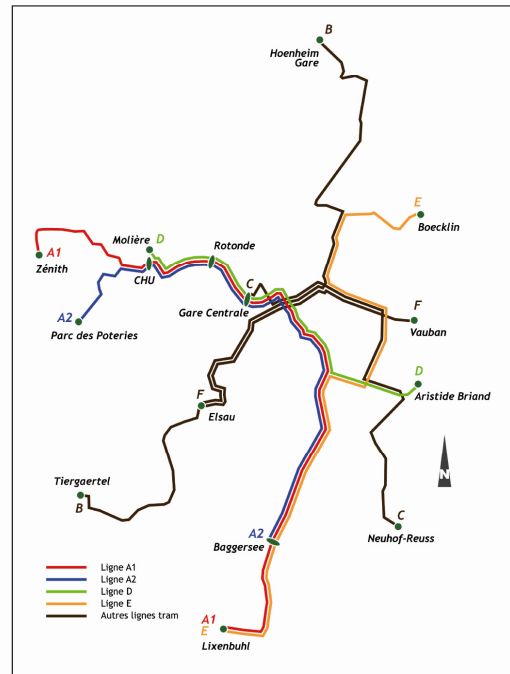 B
Hoenheim
Gare
E
Boecklin
Molière
D
Rotonde
A1
Zénith
CHU
C
Gare Centrale
A2
Parc des Poteries
F
Vauban
D
Aristide Briand
F
Elsau
Tiergaertel
B
N
C
Neuhof-Reuss
A2
Baggersee
Ligne A1
Ligne A2
Ligne D
Ligne E
Autres lignes tram
A1
E
Lixenbuhl